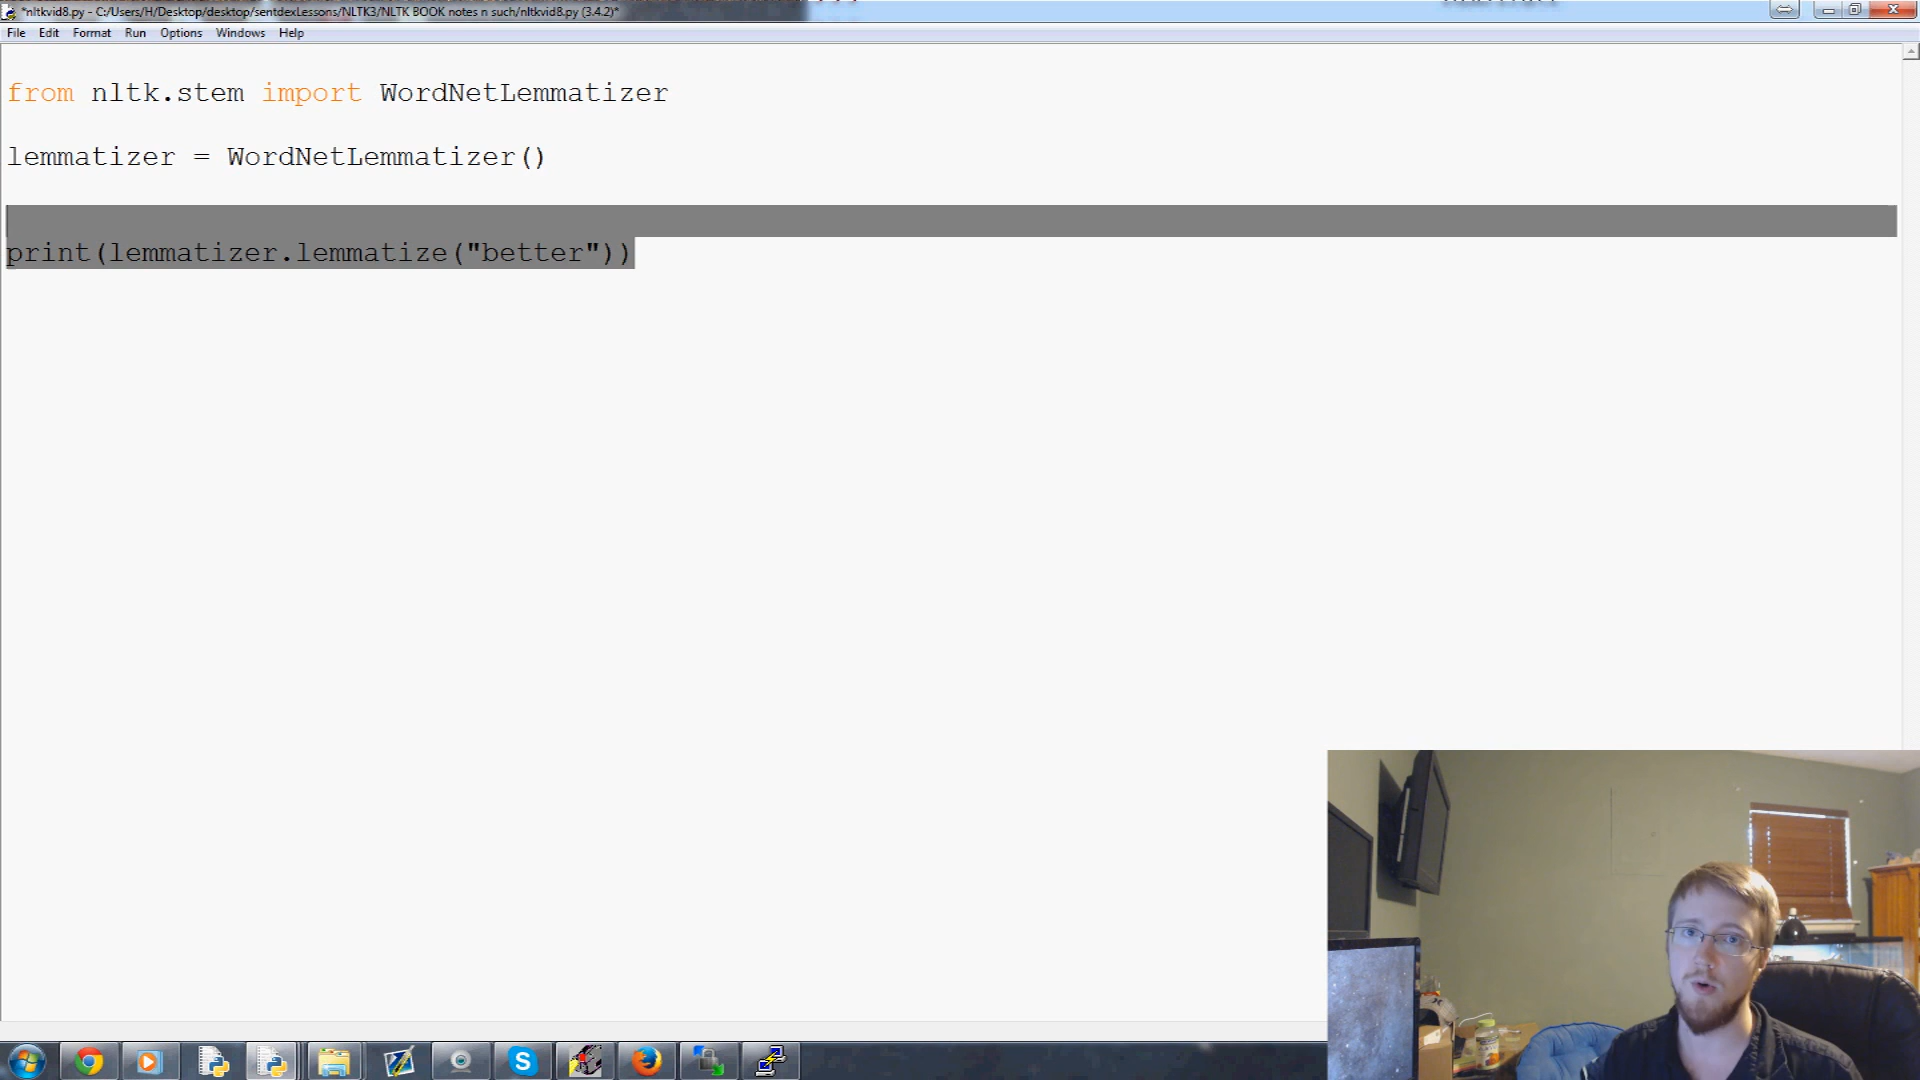 *nltkvid8.py - C:/Users/H/Desktop/desktop/sentdexLessons/NLTK3/NLTK BOOK notes n such/nltkvid8.py (3.4.2)*
File Edit Format Run Options Windows Help
from nltk.stem import WordNetLemmatizer
lemmatizer = WordNetLemmatizer()
print(lemmatizer.lemmatize("better"))